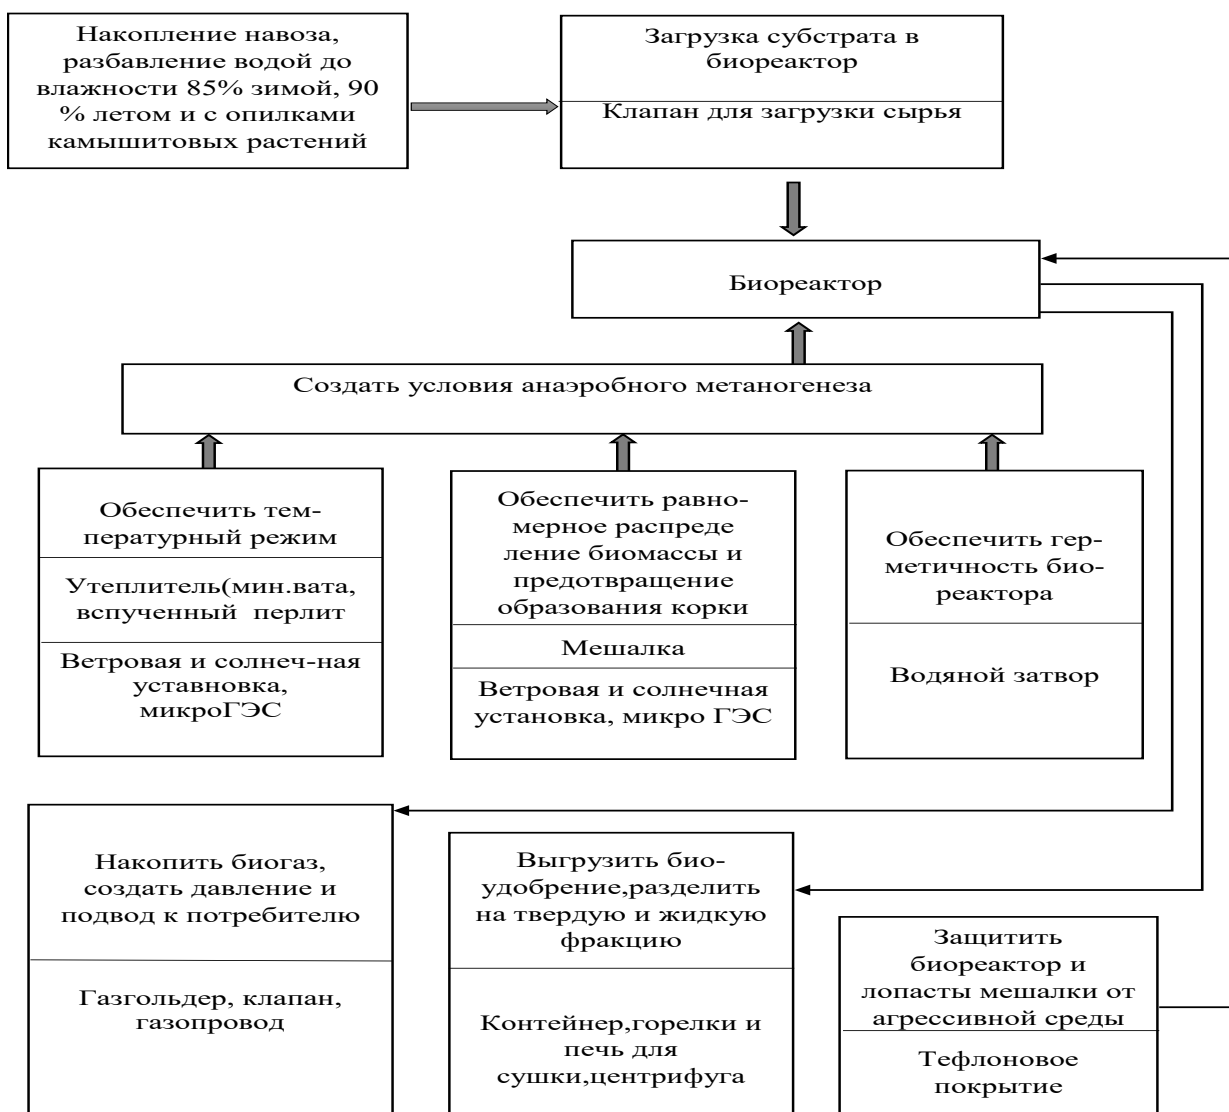 Накопление навоза,
разбавление водой до
влажности 85% зимой, 90
% летом и с опилками
камышитовых растений
Загрузка субстрата в
биореактор
Клапан для загрузки сырья
Биореактор
Создать условия анаэробного метаногенеза
Обеспечить тем-
пературный режим
Утеплитель(мин.вата,
вспученный перлит
Ветровая и солнеч-ная
уставновка,
микроГЭС
Обеспечить равно-
мерное распреде
ление биомассы и
предотвращение
образования корки
Мешалка
Ветровая и солнечная
установка, микро ГЭС
Обеспечить гер-
метичность био-
реактора
Водяной затвор
Накопить биогаз,
создать давление и
подвод к потребителю
Газгольдер, клапан,
газопровод
Выгрузить био-
удобрение,разделить
на твердую и жидкую
фракцию
Контейнер,горелки и
печь для
сушки,центрифуга
Защитить
биореактор и
лопасты мешалки от
агрессивной среды
Тефлоновое
покрытие